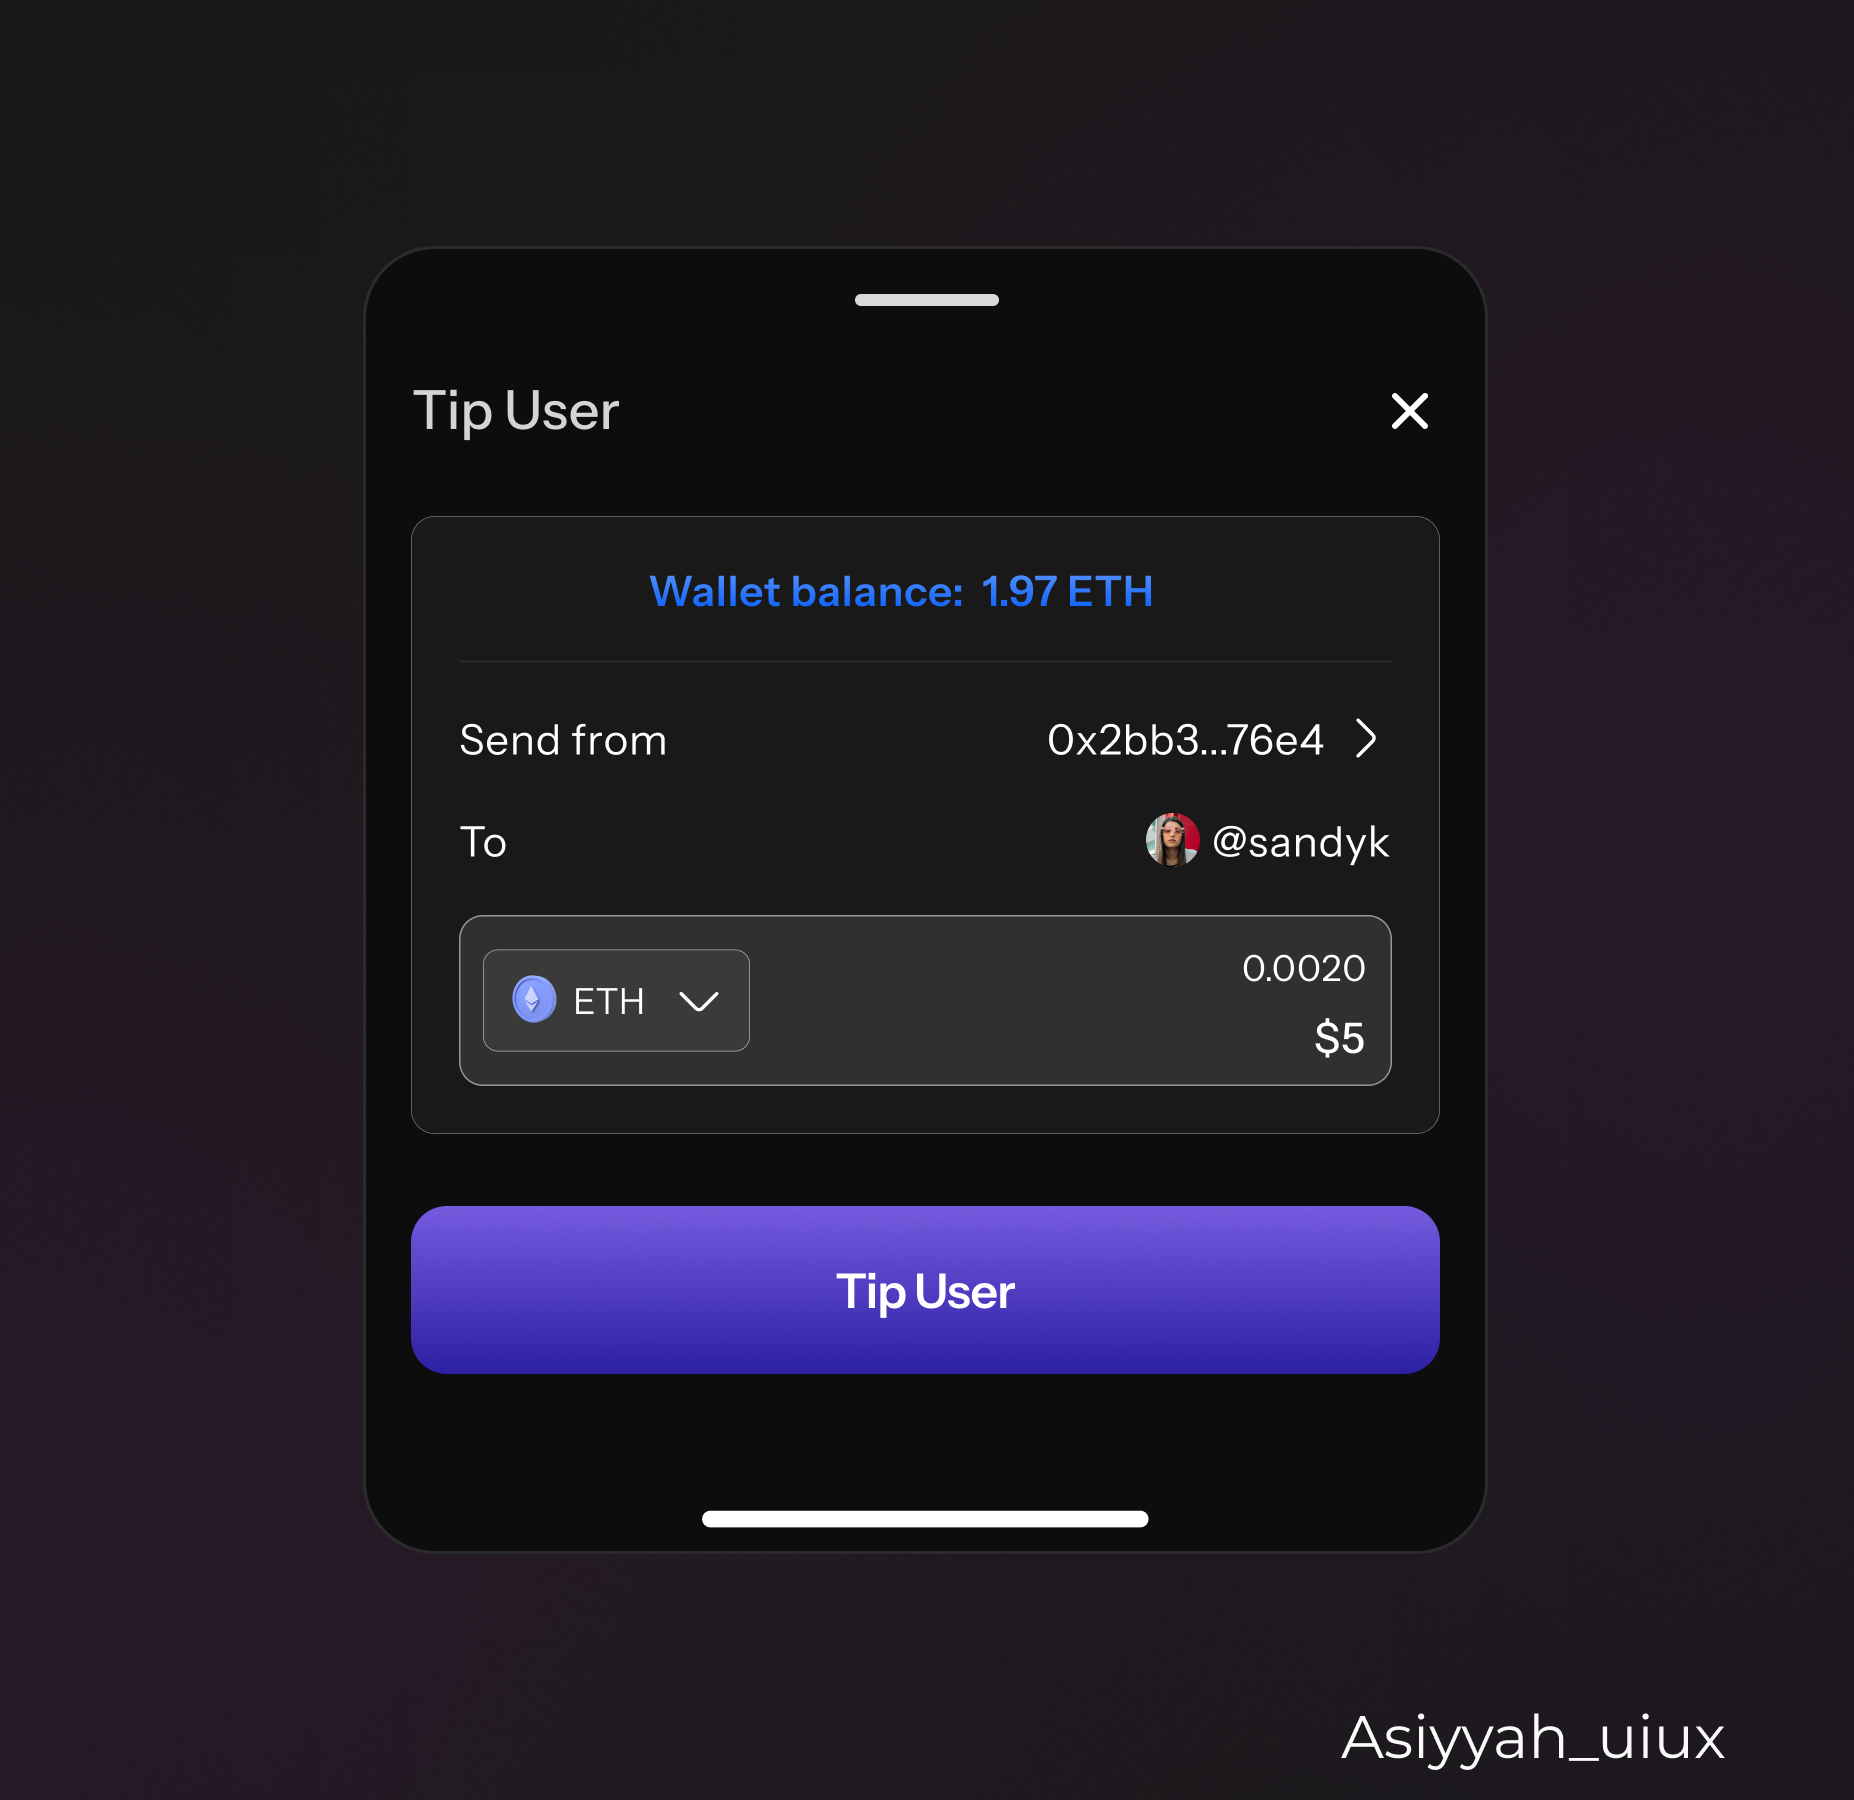 Tip User
Wallet balance: 1.97 ETH
Send from 0x2bb3...76e4
To @sandyk
ETH 0.0020
$5
Tip User
Asiyyah_uiux